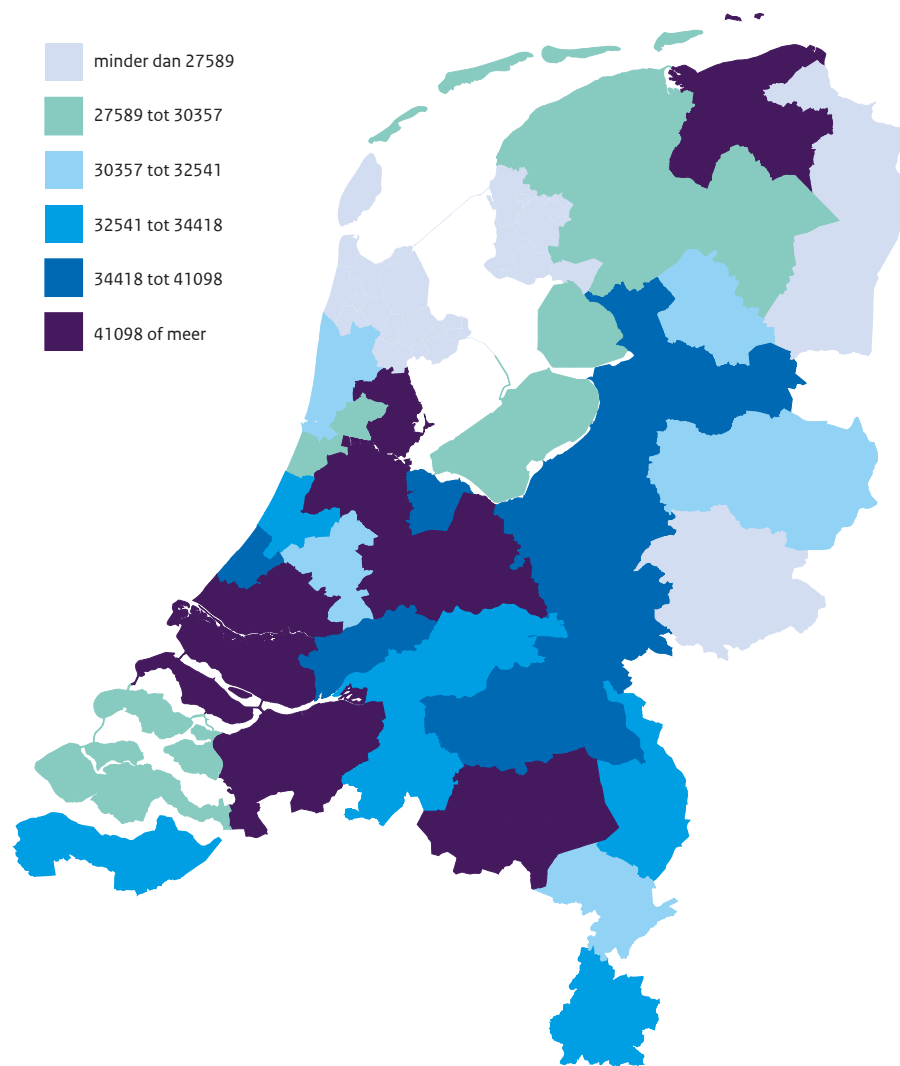 minder dan 27589
27589 tot 30357
30357 tot 32541
32541 tot 34418
34418 tot 41098
41098 of meer